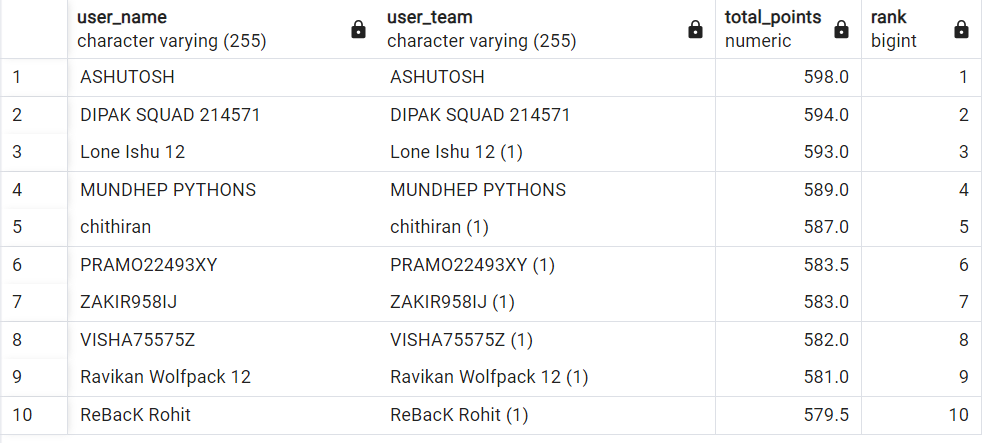 user_name user_team total_points rank
character varying (255) character varying (255) numeric bigint
1 ASHUTOSH ASHUTOSH 598.0 1
2 DIPAK SQUAD 214571 DIPAK SQUAD 214571 594.0 2
3 Lone Ishu 12 Lone Ishu 12 (1) 593.0 3
4 MUNDHEP PYTHONS MUNDHEP PYTHONS 589.0 4
5 chithiran chithiran (1) 587.0 5
6 PRAMO22493XY PRAMO22493XY (1) 583.5 6
7 ZAKIR958IJ ZAKIR958IJ (1) 583.0 7
8 VISHA75575Z VISHA75575Z (1) 582.0 8
9 Ravikan Wolfpack 12 Ravikan Wolfpack 12 (1) 581.0 9
10 ReBacK Rohit ReBacK Rohit (1) 579.5 10